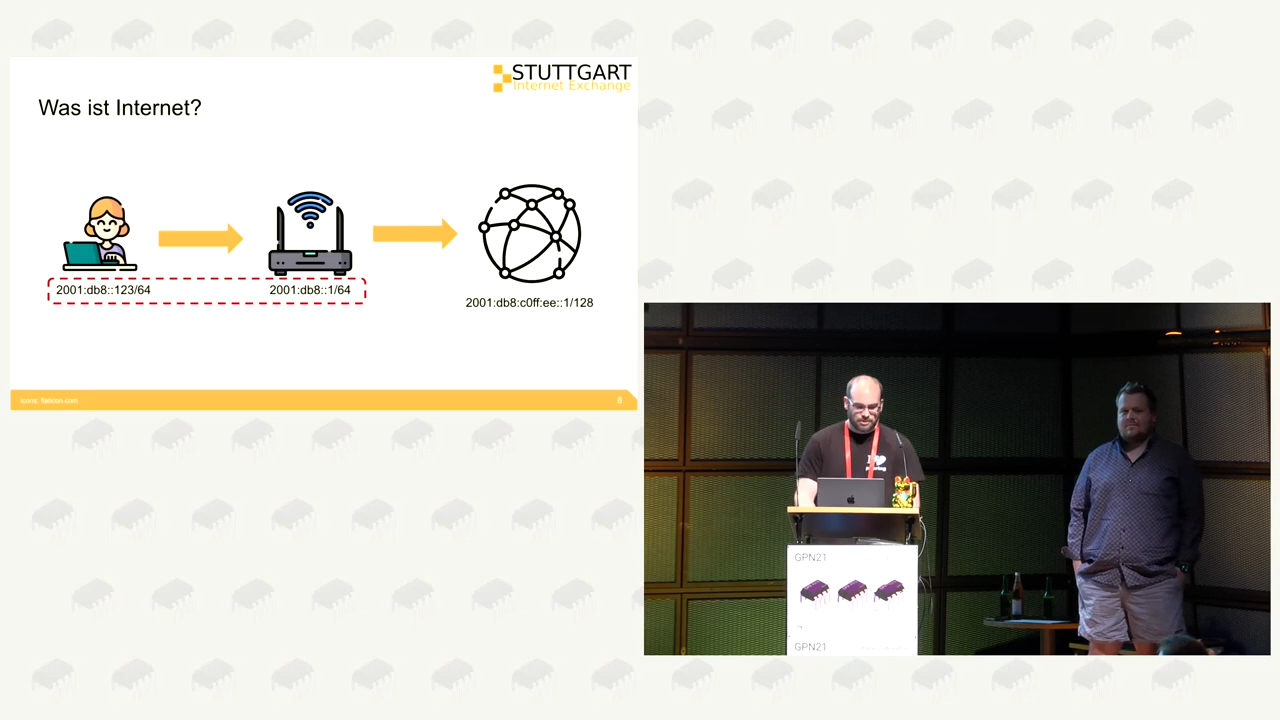 STUTTGART
Internet Exchange
Was ist Internet?
2001:db8::123/64
2001:db8::1/64
2001:db8:c0ff:ee::1/128
Icons: flaticon.com
I
peering
GPN21
GPN21